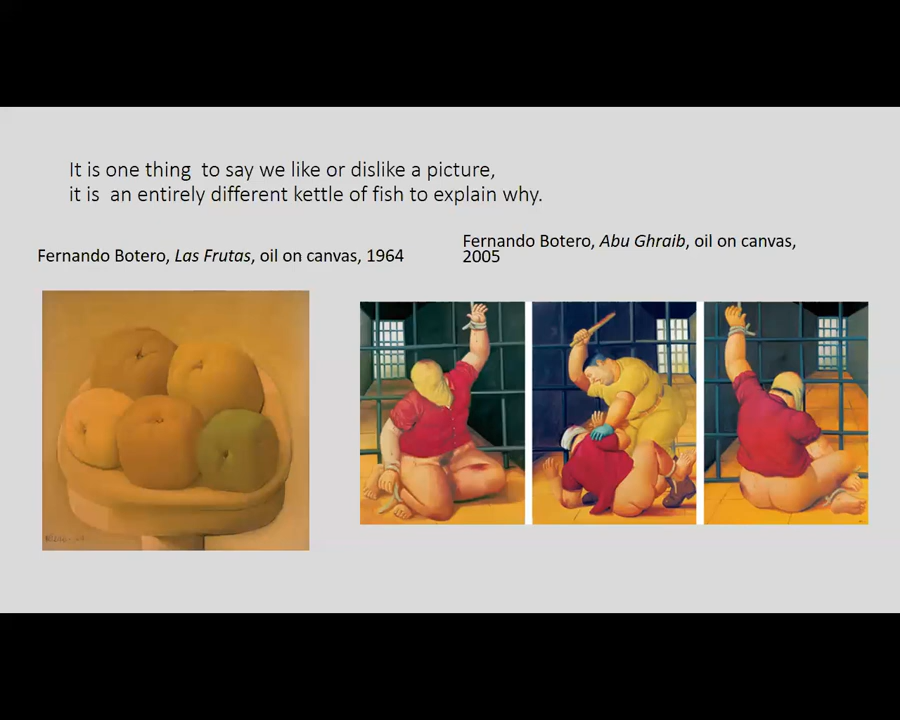 It is one thing  to say we like or dislike a picture,
it is  an entirely different kettle of fish to explain why.
Fernando Botero, Las Frutas, oil on canvas, 1964
Fernando Botero, Abu Ghraib, oil on canvas,
2005